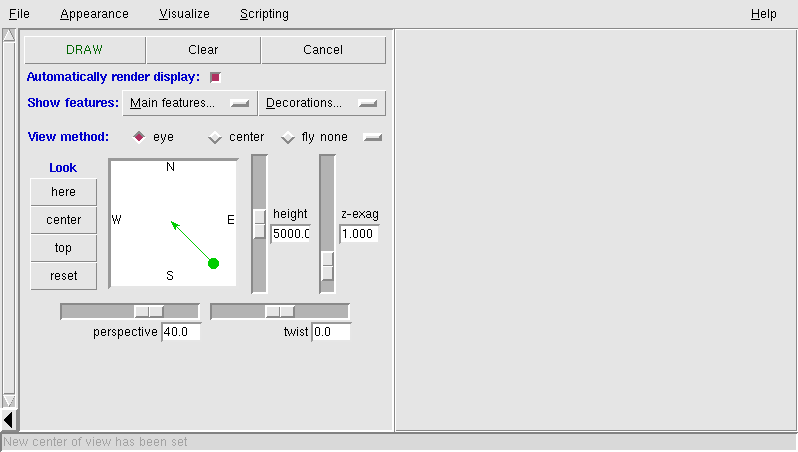 File Appearance Visualize Scripting Help
DRAW Clear Cancel
Automatically render display:
Show features: Main features... Decorations...
View method: eye center fly none
Look
here
center
top
reset
N
W E
S
height
5000.0
z-exag
1.000
perspective 40.0
twist 0.0
New center of view has been set